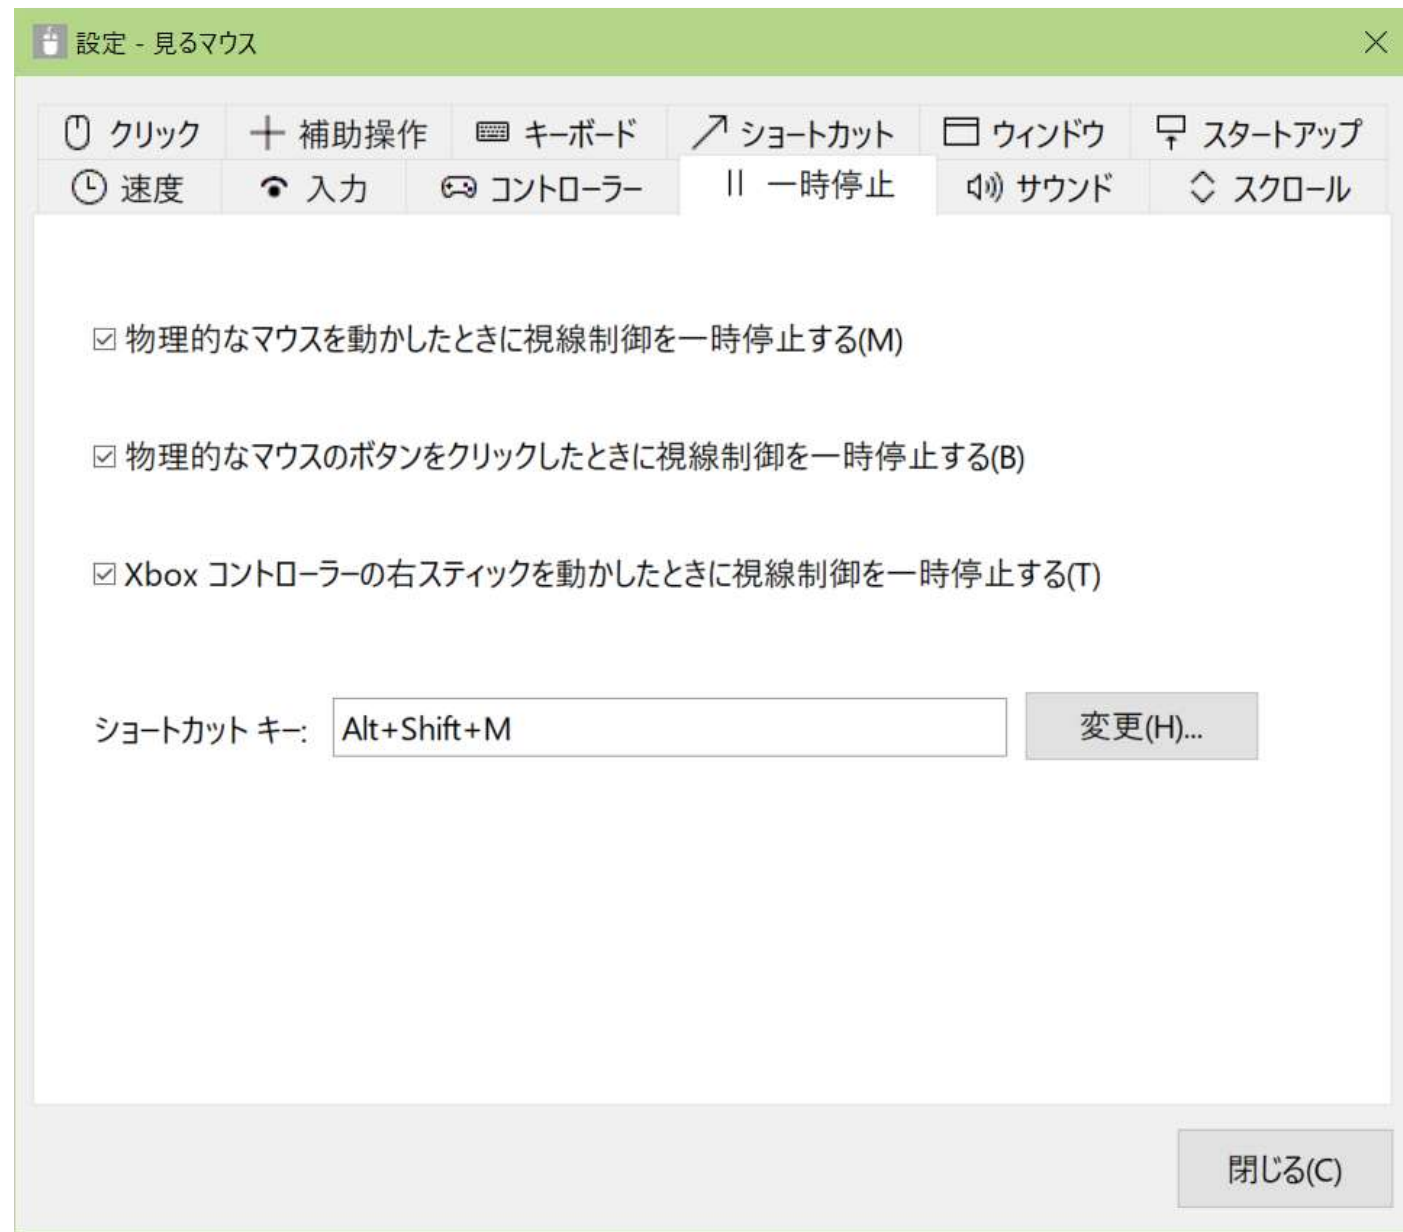 設定 - 見るマウス
クリック 補助操作 キーボード ショートカット ウィンドウ スタートアップ
速度 入力 コントローラー 一時停止 サウンド スクロール
物理的なマウスを動かしたときに視線制御を一時停止する(M)
物理的なマウスのボタンをクリックしたときに視線制御を一時停止する(B)
Xbox コントローラーの右スティックを動かしたときに視線制御を一時停止する(T)
ショートカット キー: Alt+Shift+M 変更(H)...
閉じる(C)